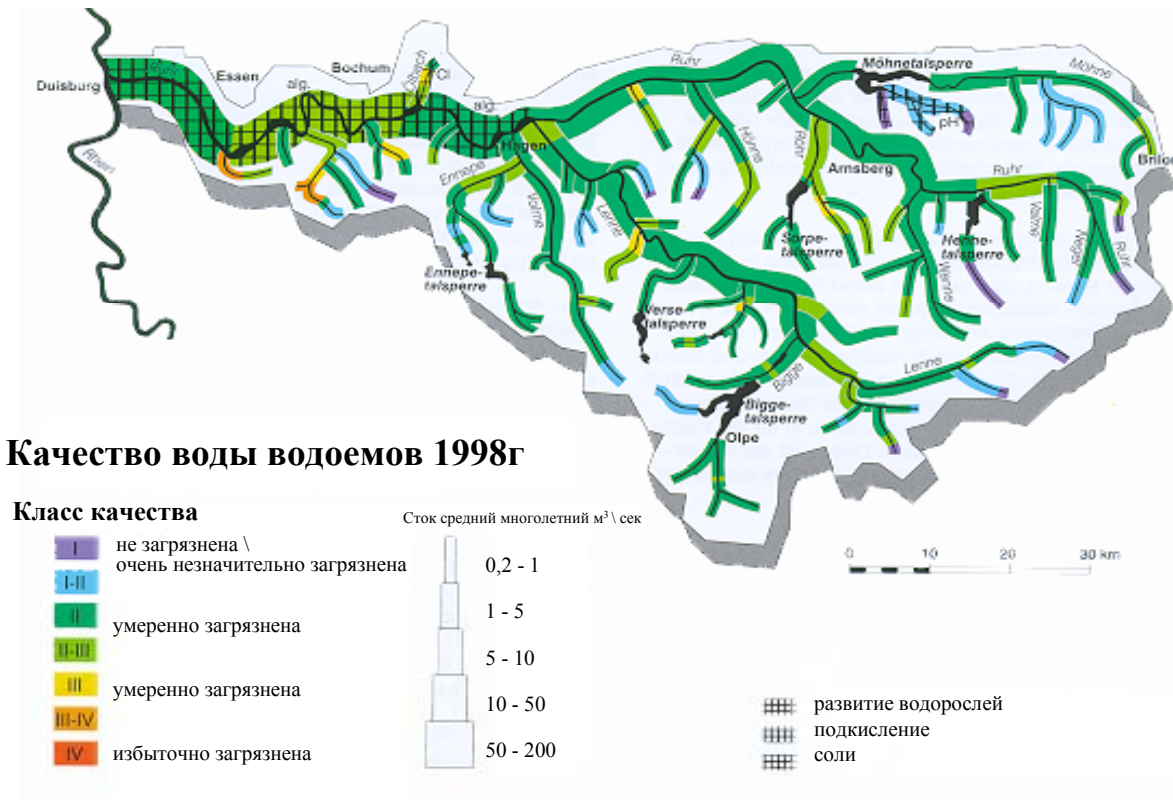 Duisburg
Essen
Bochum
alg.
Ölbach
Cl
alg.
Ruhr
Möhnetalsperre
Möhne
pH
Brilon
Rhein
Hagen
Ennepe
Volme
Lenne
Hönne
Röhr
Arnsberg
Ruhr
Valme
Neger
Ruhr
Sorpe-
talsperre
Henne-
talsperre
Wenne
Ennepe-
talsperre
Verse-
talsperre
Bigge
Lenne
Bigge-
talsperre
Olpe
Качество воды водоемов 1998г
Класс качества
I не загрязнена \
очень незначительно загрязнена
I-II
II умеренно загрязнена
II-III
III умеренно загрязнена
III-IV
IV избыточно загрязнена
Сток средний многолетний м³ \ сек
0,2 - 1
1 - 5
5 - 10
10 - 50
50 - 200
0 10 20 30 km
развитие водорослей
подкисление
соли